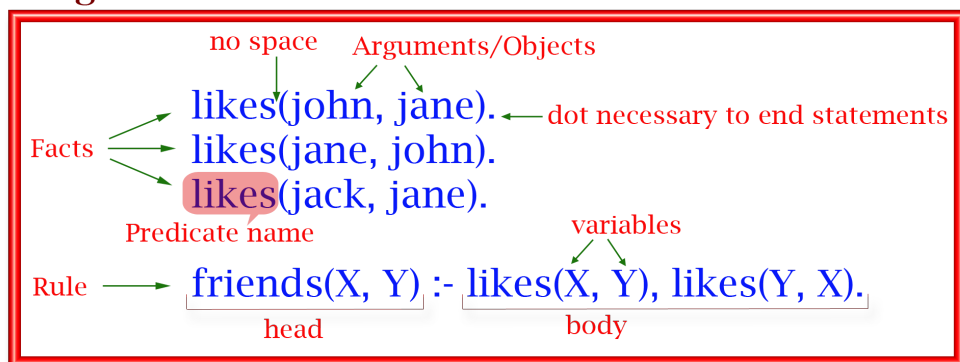 no space Arguments/Objects
likes(john, jane). dot necessary to end statements
Facts likes(jane, john).
likes(jack, jane).
Predicate name variables
Rule friends(X, Y) :- likes(X, Y), likes(Y, X).
head body